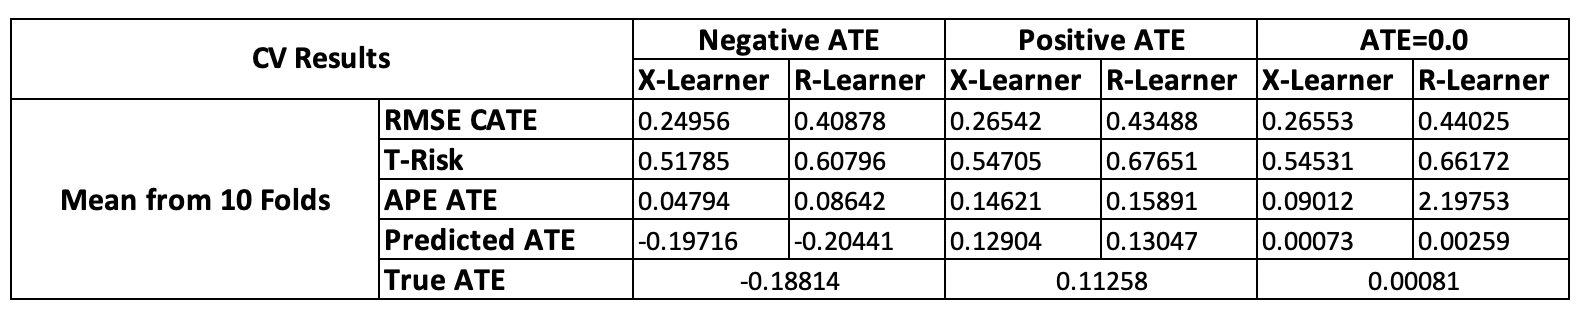 CV Results Negative ATE Positive ATE ATE=0.0
X-Learner R-Learner X-Learner R-Learner X-Learner R-Learner
Mean from 10 Folds
RMSE CATE 0.24956 0.40878 0.26542 0.43488 0.26553 0.44025
T-Risk 0.51785 0.60796 0.54705 0.67651 0.54531 0.66172
APE ATE 0.04794 0.08642 0.14621 0.15891 0.09012 2.19753
Predicted ATE -0.19716 -0.20441 0.12904 0.13047 0.00073 0.00259
True ATE -0.18814 0.11258 0.00081